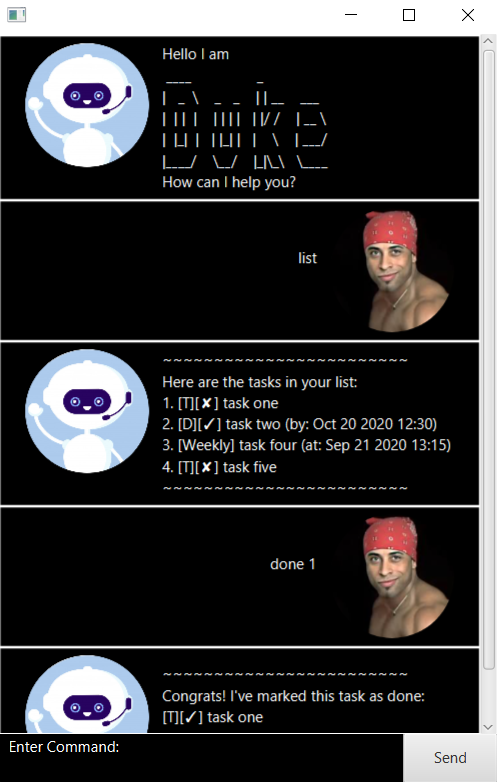 Hello I am
 ____                _
|   _  \    _   _    | | __    ___
| | | |   | | | |   | |/ /    | __ \
| |_| |   | |_| |   |    \    | ___/
|____/    \__/    |_|\_\   \____
How can I help you?
list
~~~~~~~~~~~~~~~~~~~~~~~~
Here are the tasks in your list:
1. [T][✘] task one
2. [D][✓] task two (by: Oct 20 2020 12:30)
3. [Weekly] task four (at: Sep 21 2020 13:15)
4. [T][✘] task five
~~~~~~~~~~~~~~~~~~~~~~~~
done 1
~~~~~~~~~~~~~~~~~~~~~~~~
Congrats! I've marked this task as done:
[T][✓] task one
Enter Command:
Send